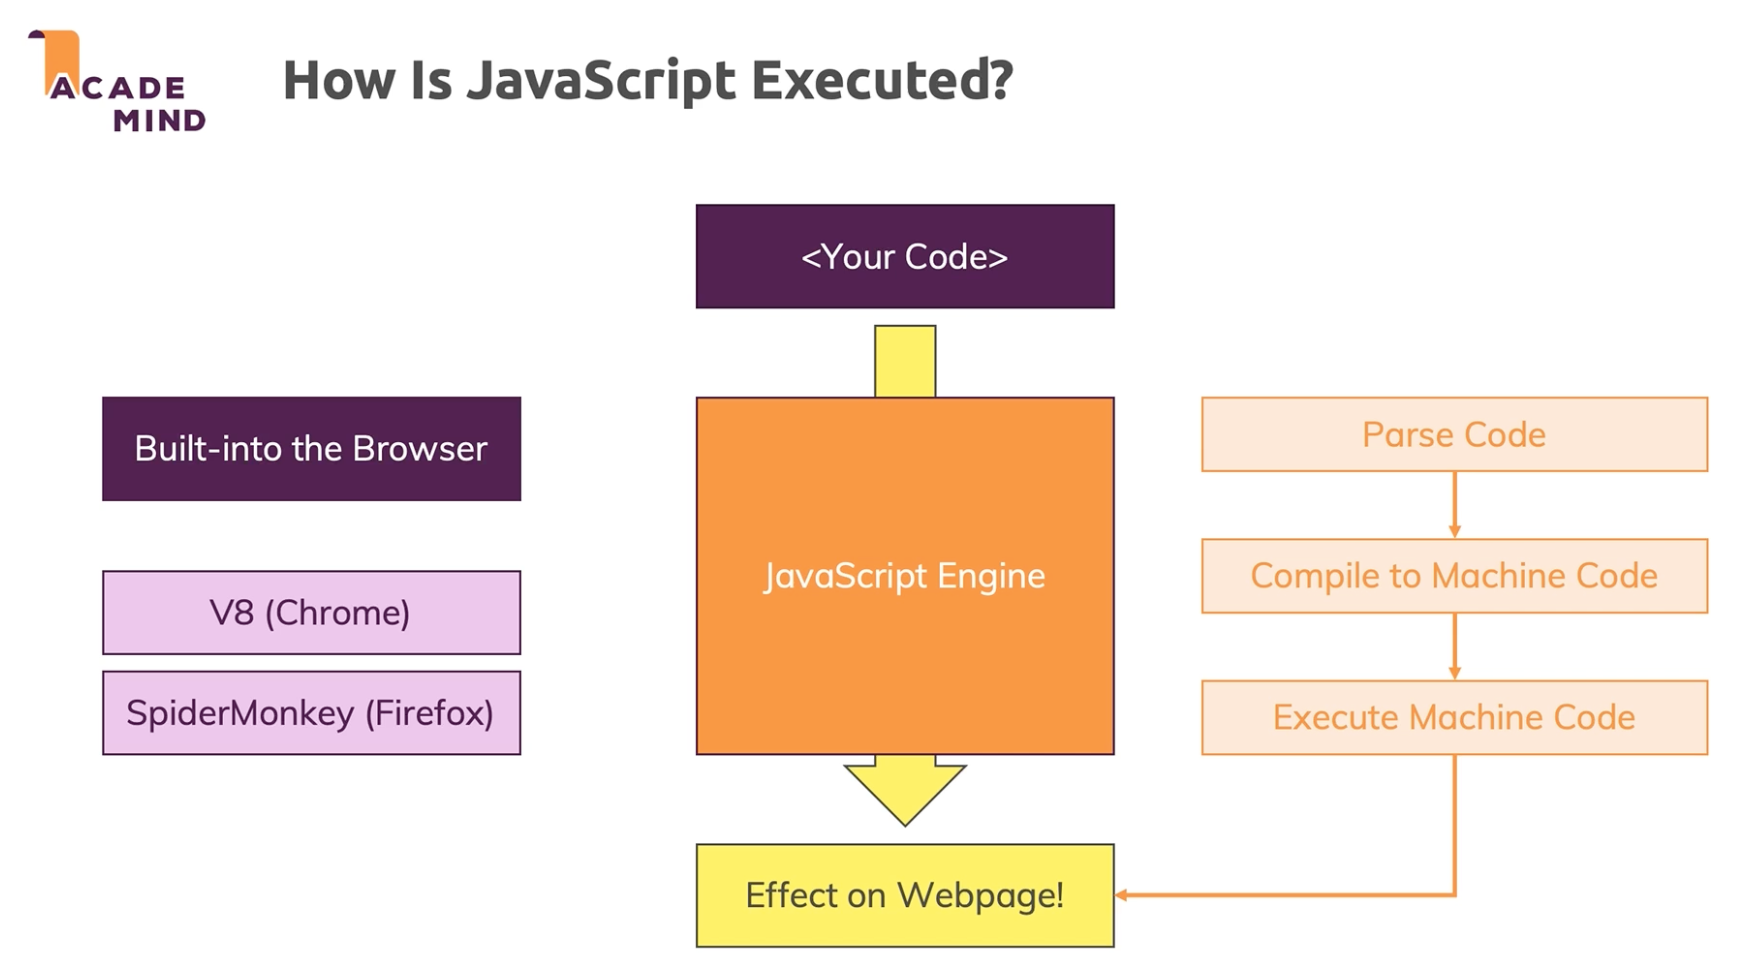 ACADE
MIND
How Is JavaScript Executed?
<Your Code>
Built-into the Browser
V8 (Chrome)
SpiderMonkey (Firefox)
JavaScript Engine
Parse Code
Compile to Machine Code
Execute Machine Code
Effect on Webpage!